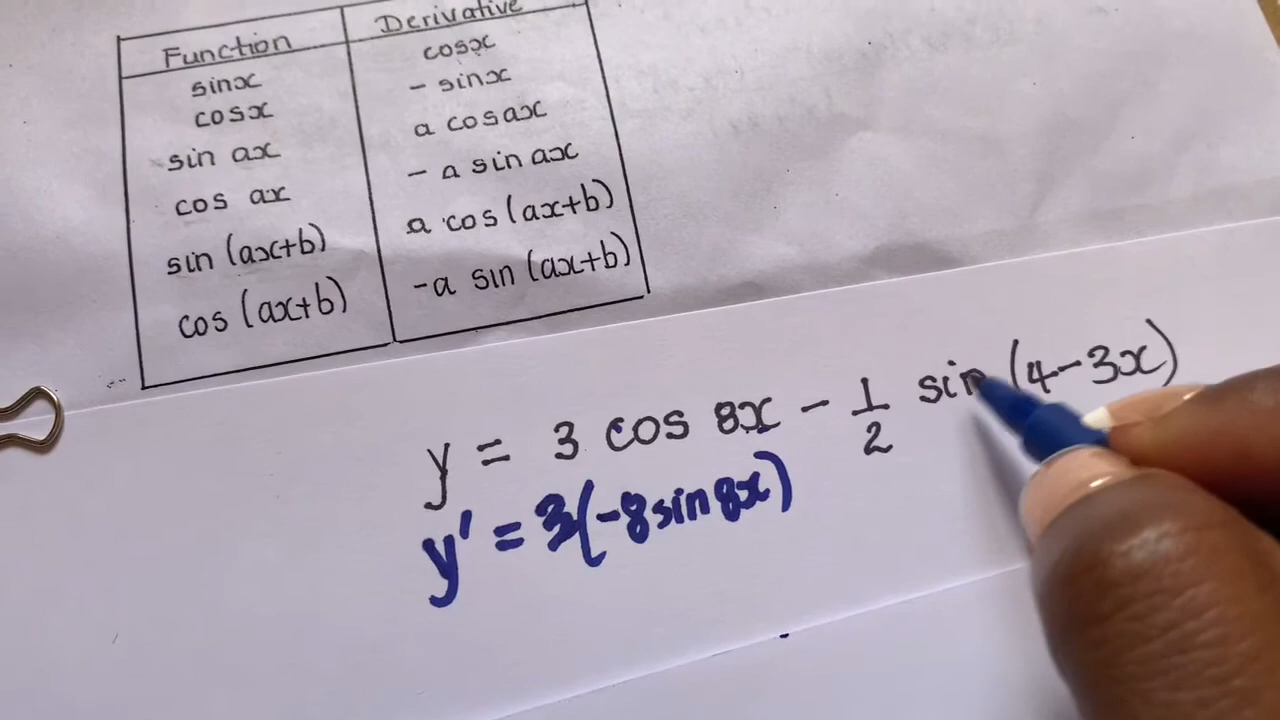 Function Derivative
sinx cosx
cosx - sinx
sin ax a cosax
cos ax - a sin ax
sin (ax+b) a cos (ax+b)
cos (ax+b) -a sin (ax+b)
y = 3 cos 8x - 1/2 sin (4-3x)
y' = 3(-8sin8x)